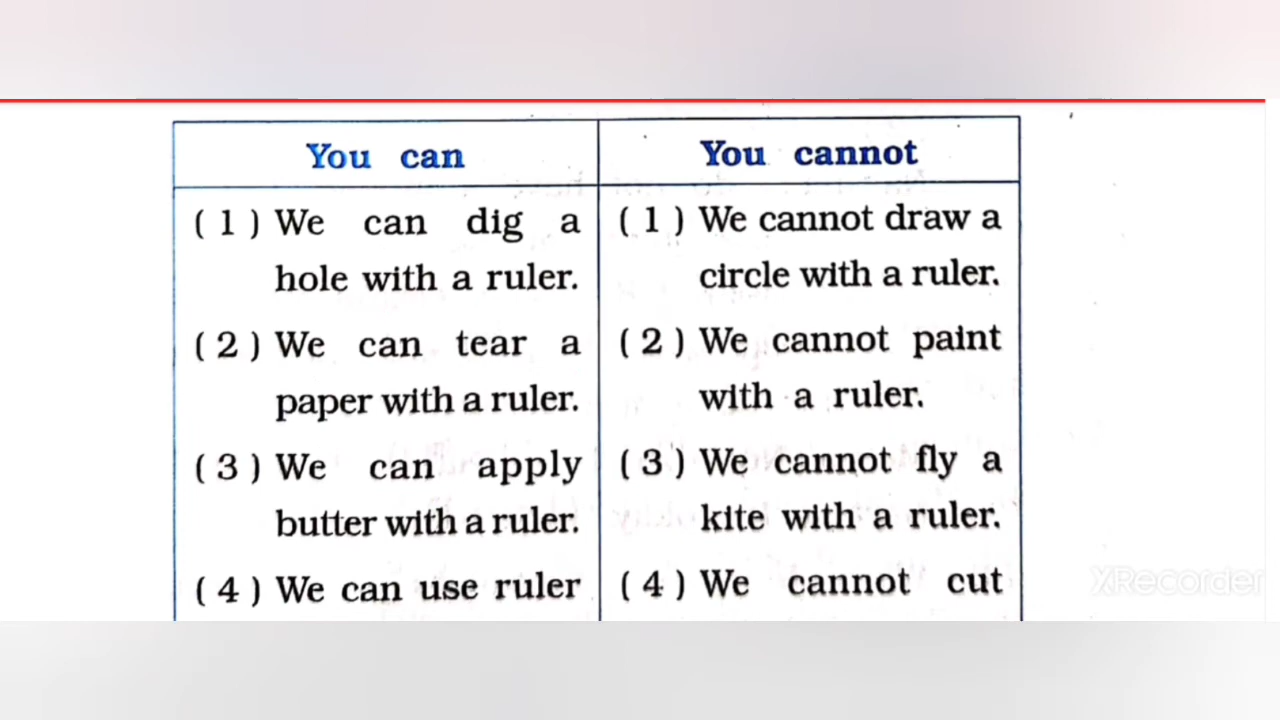 You can
You cannot
( 1 ) We can dig a
hole with a ruler.
( 2 ) We can tear a
paper with a ruler.
( 3 ) We can apply
butter with a ruler.
( 4 ) We can use ruler
( 1 ) We cannot draw a
circle with a ruler.
( 2 ) We cannot paint
with a ruler.
( 3 ) We cannot fly a
kite with a ruler.
( 4 ) We cannot cut
XRecorder